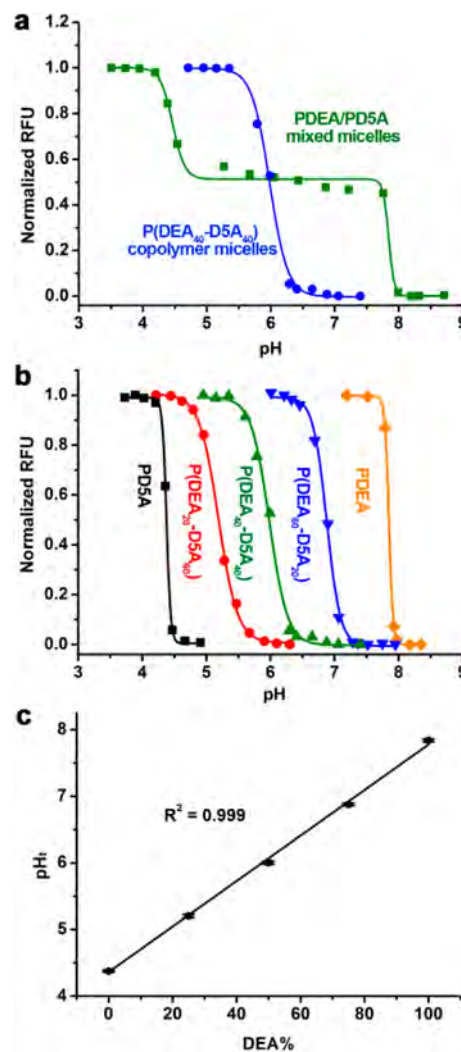 a
Normalized RFU
1.0
0.8
0.6
0.4
0.2
0.0
PDEA/PD5A
mixed micelles
P(DEA₄₀-D5A₄₀)
copolymer micelles
3 4 5 6 7 8 9
pH
b
Normalized RFU
1.0
0.8
0.6
0.4
0.2
0.0
PD5A
P(DEA₂₀-D5A₆₀)
P(DEA₄₀-D5A₄₀)
P(DEA₆₀-D5A₂₀)
PDEA
3 4 5 6 7 8 9
pH
c
pHₜ
8
7
6
5
4
R² = 0.999
0 20 40 60 80 100
DEA%